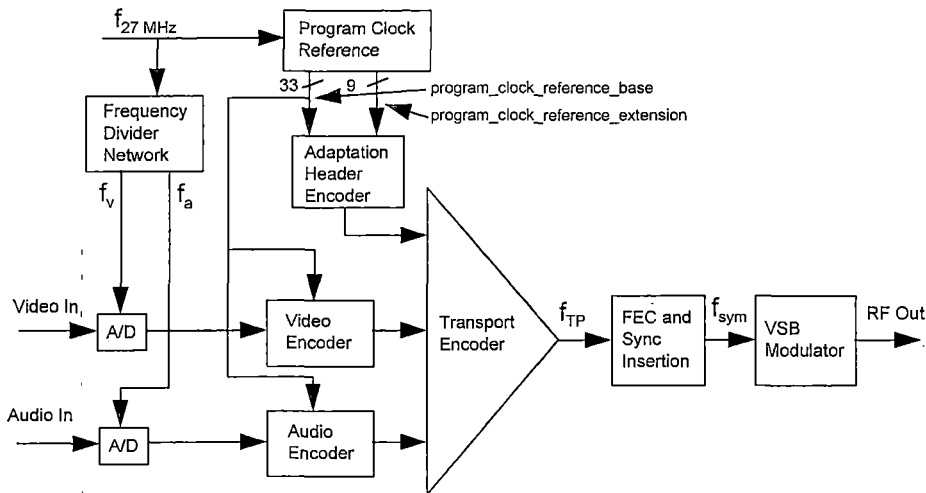 f27 MHz
Program Clock
Reference
33
9
program_clock_reference_base
program_clock_reference_extension
Frequency
Divider
Network
Adaptation
Header
Encoder
fv
fa
Video In
A/D
Video
Encoder
Transport
Encoder
fTP
FEC and
Sync
Insertion
fsym
VSB
Modulator
RF Out
Audio In
A/D
Audio
Encoder